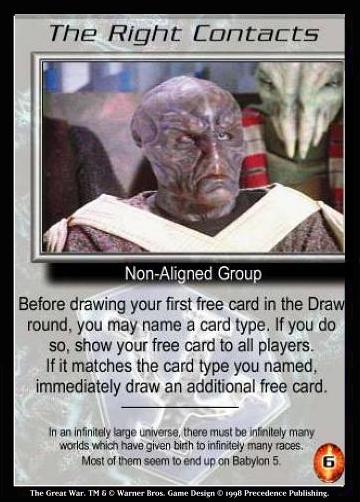 The Right Contacts
Non-Aligned Group
Before drawing your first free card in the Draw
round, you may name a card type. If you do
so, show your free card to all players.
If it matches the card type you named,
immediately draw an additional free card.
In an infinitely large universe, there must be infinitely many
worlds which have given birth to infinitely many races.
Most of them seem to end up on Babylon 5.
6
The Great War. TM & © Warner Bros. Game Design © 1998 Precedence Publishing.